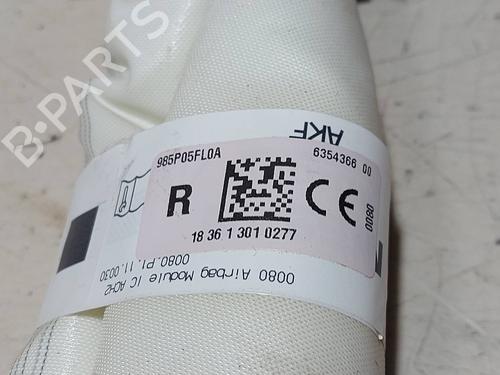 B-PARTS
AKF
985P05FL0A
6354366 00
R
CE
0080
18 36 1 301 0277
0080 Airbag Module IC ACH2
0080.P1.11.0030